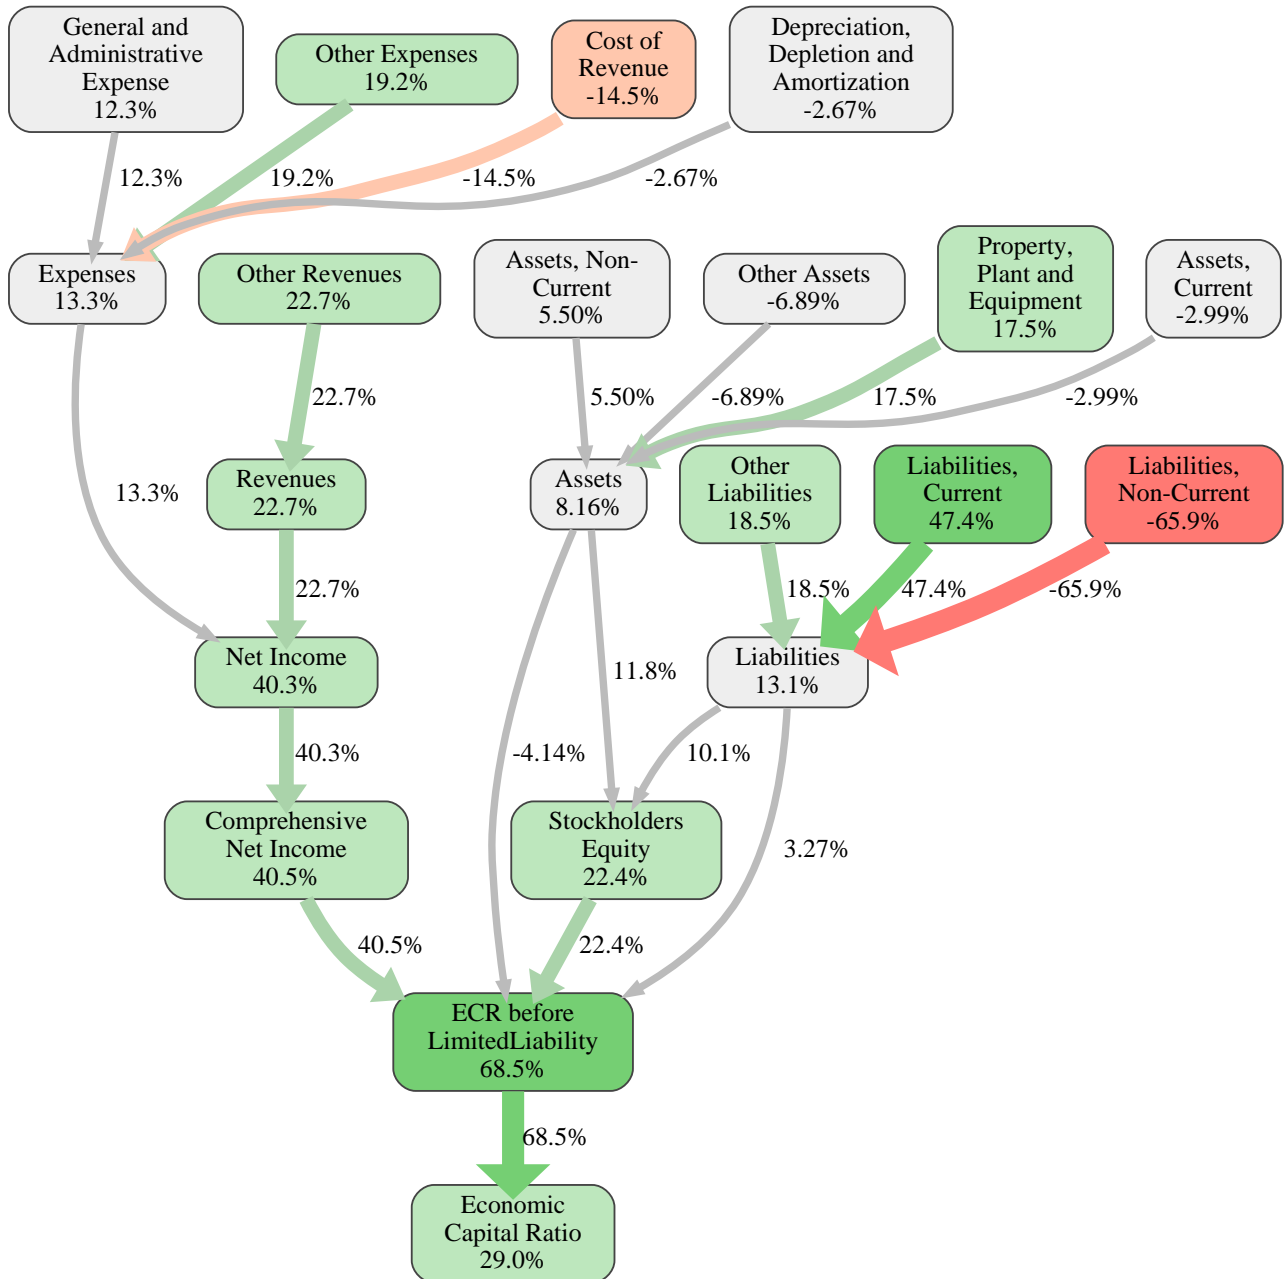 General and
Administrative
Expense
12.3%
Other Expenses
19.2%
Cost of
Revenue
-14.5%
Depreciation,
Depletion and
Amortization
-2.67%
12.3%
19.2%
-14.5%
-2.67%
Expenses
13.3%
Other Revenues
22.7%
Assets, Non-
Current
5.50%
Other Assets
-6.89%
Property,
Plant and
Equipment
17.5%
Assets,
Current
-2.99%
22.7%
5.50%
-6.89%
17.5%
-2.99%
13.3%
Revenues
22.7%
Assets
8.16%
Other
Liabilities
18.5%
Liabilities,
Current
47.4%
Liabilities,
Non-Current
-65.9%
22.7%
18.5%
47.4%
-65.9%
Net Income
40.3%
11.8%
Liabilities
13.1%
40.3%
-4.14%
10.1%
Comprehensive
Net Income
40.5%
Stockholders
Equity
22.4%
3.27%
40.5%
22.4%
ECR before
LimitedLiability
68.5%
68.5%
Economic
Capital Ratio
29.0%